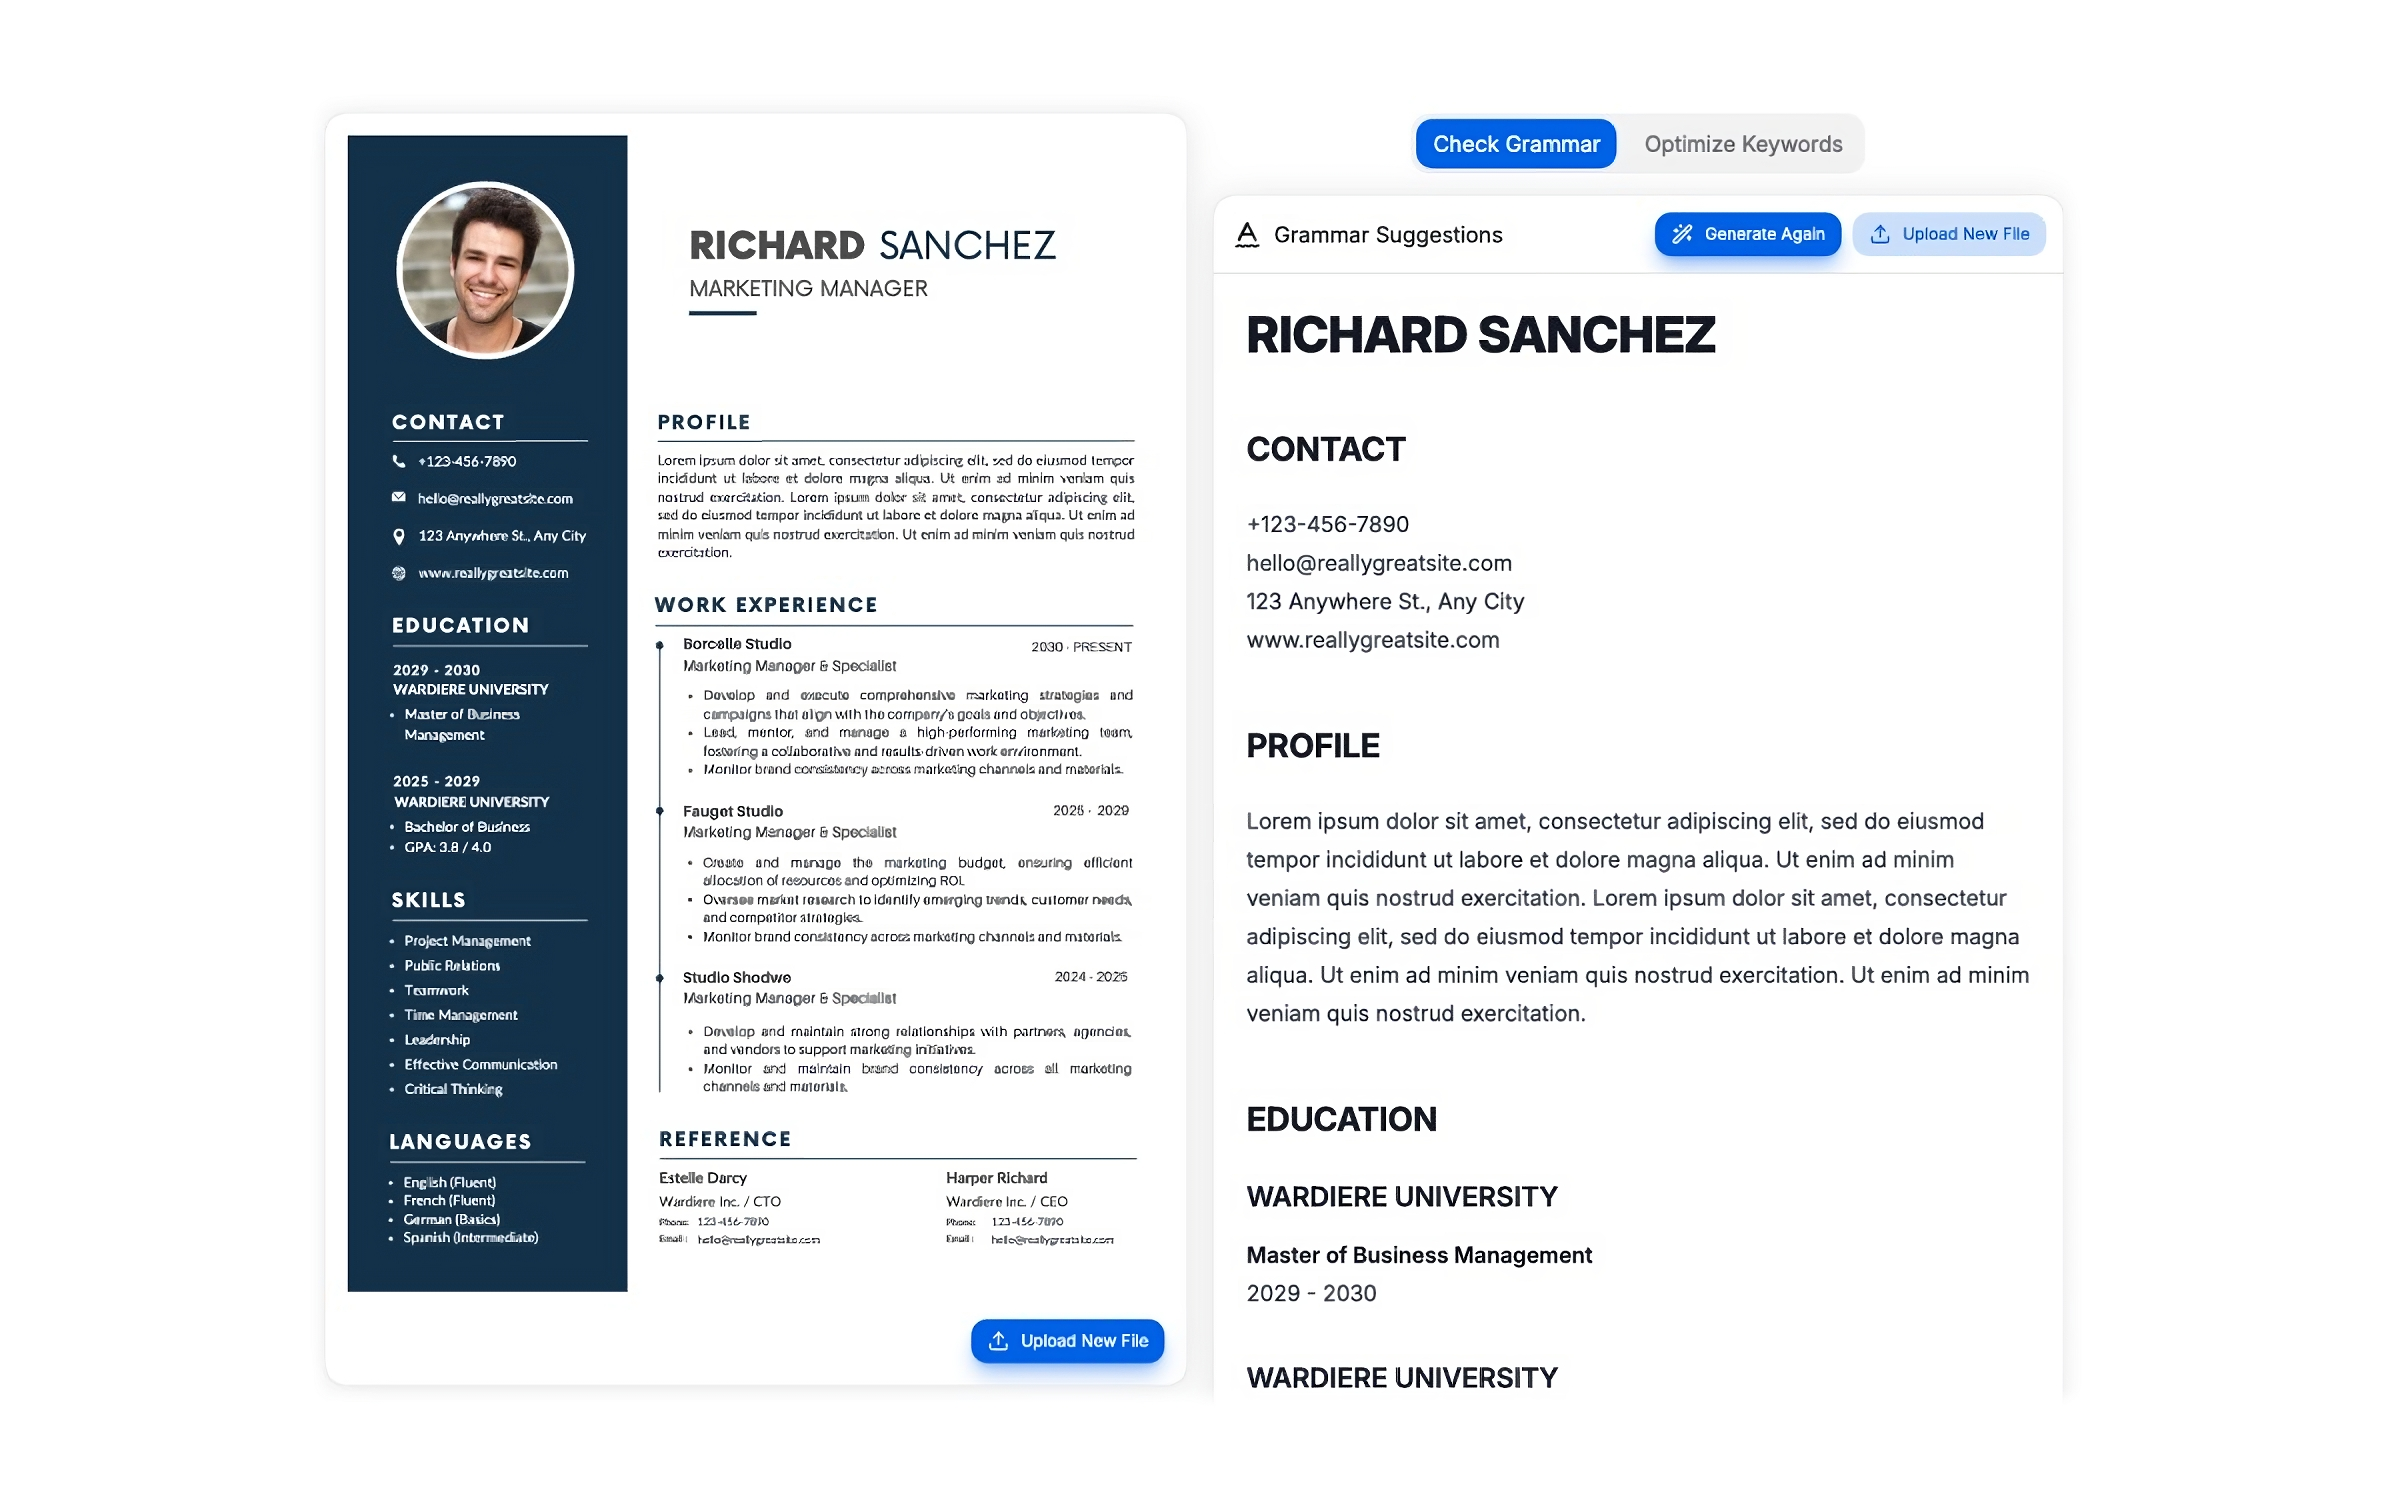 RICHARD SANCHEZ
MARKETING MANAGER
CONTACT
+123-456-7890
hello@reallygreatsite.com
123 Anywhere St., Any City
www.reallygreatsite.com
EDUCATION
2029 - 2030
WARDIERE UNIVERSITY
• Master of Business
Management
2025 - 2029
WARDIERE UNIVERSITY
• Bachelor of Business
• GPA: 3.8 / 4.0
SKILLS
• Project Management
• Public Relations
• Teamwork
• Time Management
• Leadership
• Effective Communication
• Critical Thinking
LANGUAGES
• English (Fluent)
• French (Fluent)
• German (Basics)
• Spanish (Intermediate)
PROFILE
Lorem ipsum dolor sit amet, consectetur adipiscing elit, sed do eiusmod tempor
incididunt ut labore et dolore magna aliqua. Ut enim ad minim veniam quis
nostrud exercitation. Lorem ipsum dolor sit amet, consectetur adipiscing elit,
sed do eiusmod tempor incididunt ut labore et dolore magna aliqua. Ut enim ad
minim veniam quis nostrud exercitation. Ut enim ad minim veniam quis nostrud
exercitation.
WORK EXPERIENCE
Borcelle Studio
2030 - PRESENT
Marketing Manager & Specialist
• Develop and execute comprehensive marketing strategies and
campaigns that align with the company's goals and objectives.
• Lead, mentor, and manage a high-performing marketing team,
fostering a collaborative and results-driven work environment.
• Monitor brand consistency across marketing channels and materials.
Fauget Studio
2025 - 2029
Marketing Manager & Specialist
• Create and manage the marketing budget, ensuring efficient
allocation of resources and optimizing ROI.
• Oversee market research to identify emerging trends, customer needs,
and competitor strategies.
• Monitor brand consistency across marketing channels and materials.
Studio Shodwe
2024 - 2025
Marketing Manager & Specialist
• Develop and maintain strong relationships with partners, agencies,
and vendors to support marketing initiatives.
• Monitor and maintain brand consistency across all marketing
channels and materials.
REFERENCE
Estelle Darcy
Wardiere Inc. / CTO
Phone: 123-456-7890
Email: hello@reallygreatsite.com
Harper Richard
Wardiere Inc. / CEO
Phone: 123-456-7890
Email: hello@reallygreatsite.com
Upload New File
Check Grammar
Optimize Keywords
Grammar Suggestions
Generate Again
Upload New File
RICHARD SANCHEZ
CONTACT
+123-456-7890
hello@reallygreatsite.com
123 Anywhere St., Any City
www.reallygreatsite.com
PROFILE
Lorem ipsum dolor sit amet, consectetur adipiscing elit, sed do eiusmod
tempor incididunt ut labore et dolore magna aliqua. Ut enim ad minim
veniam quis nostrud exercitation. Lorem ipsum dolor sit amet, consectetur
adipiscing elit, sed do eiusmod tempor incididunt ut labore et dolore magna
aliqua. Ut enim ad minim veniam quis nostrud exercitation. Ut enim ad minim
veniam quis nostrud exercitation.
EDUCATION
WARDIERE UNIVERSITY
Master of Business Management
2029 - 2030
WARDIERE UNIVERSITY